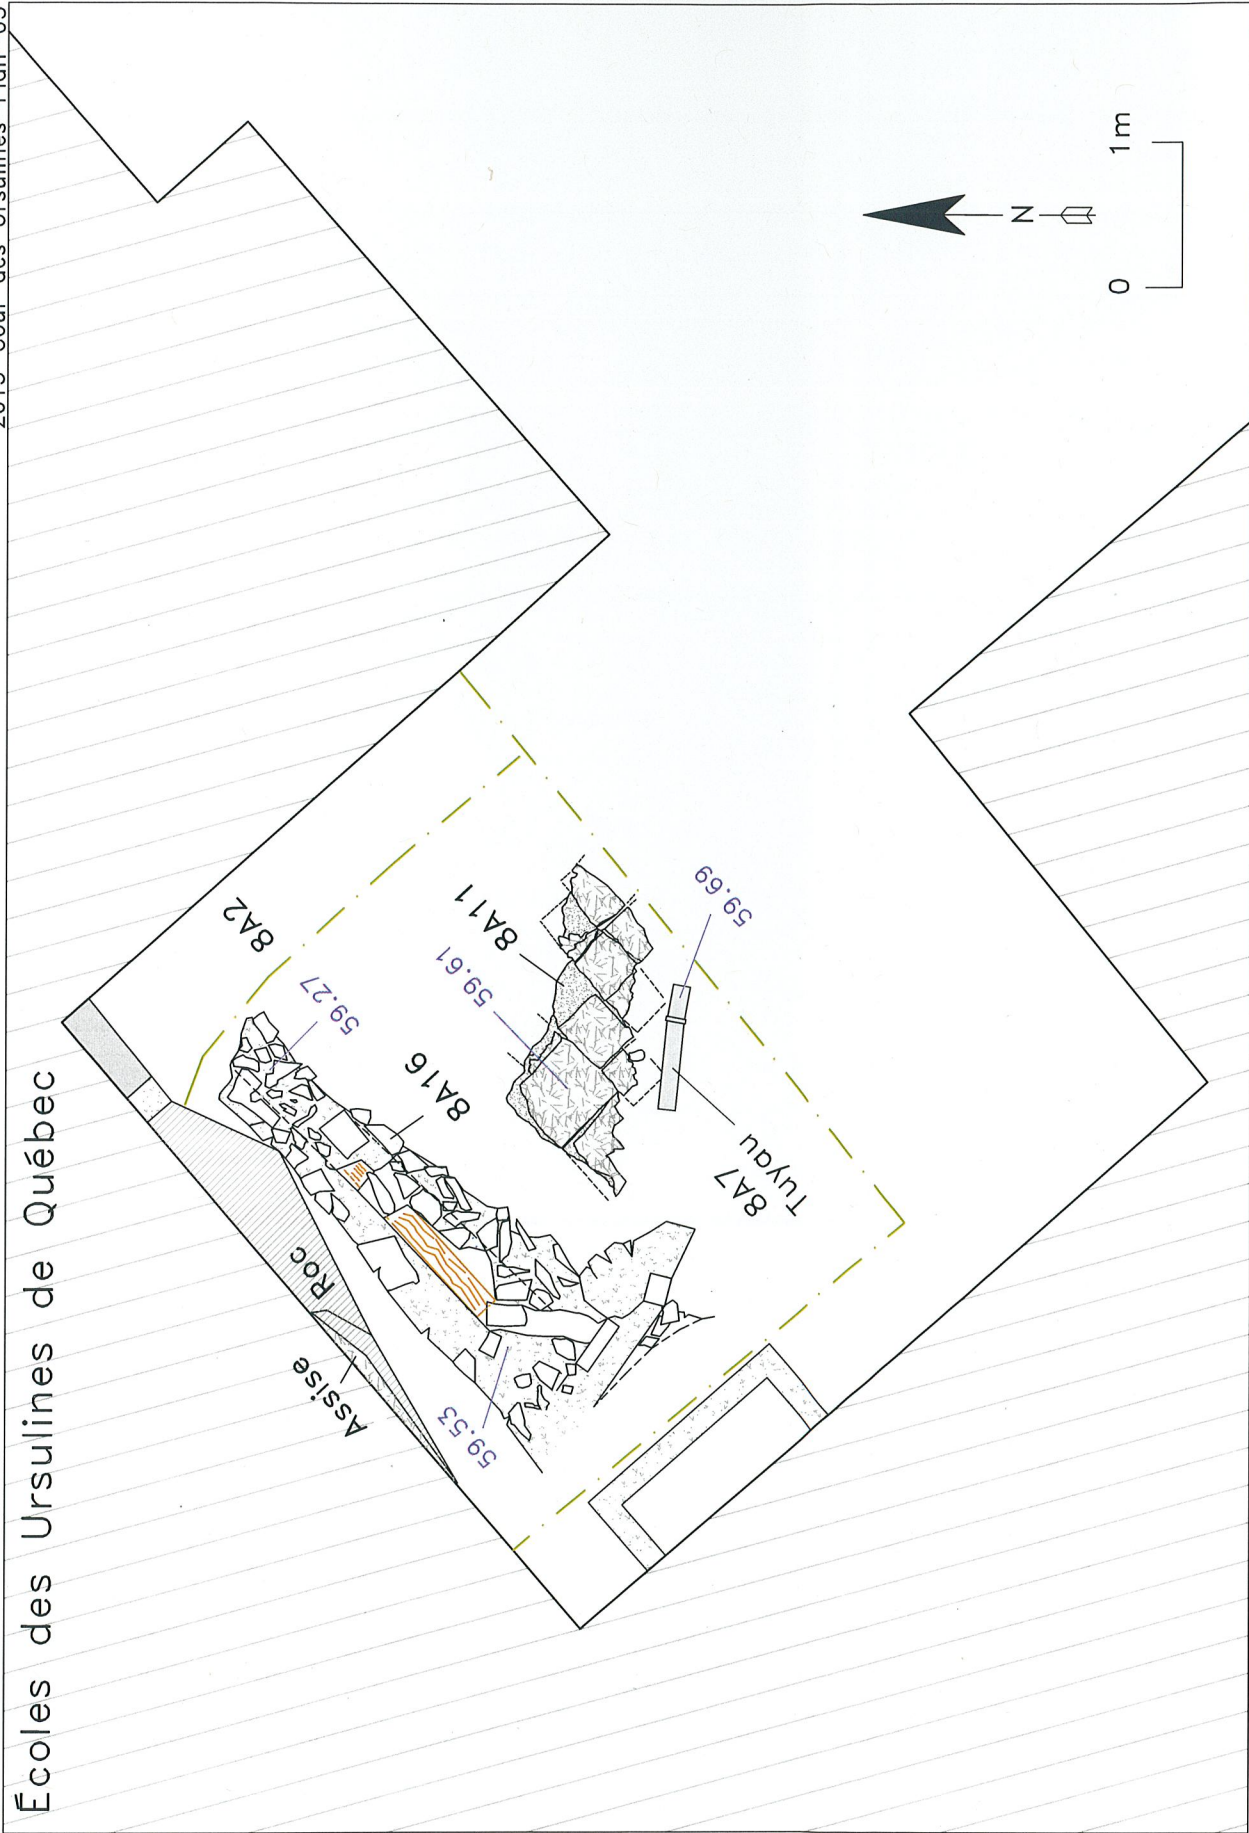 Écoles des Ursulines de Québec
Assise
Roc
8A2
59.27
8A16
59.53
8A11
59.61
8A7
Tuyau
59.69
N
0 1m